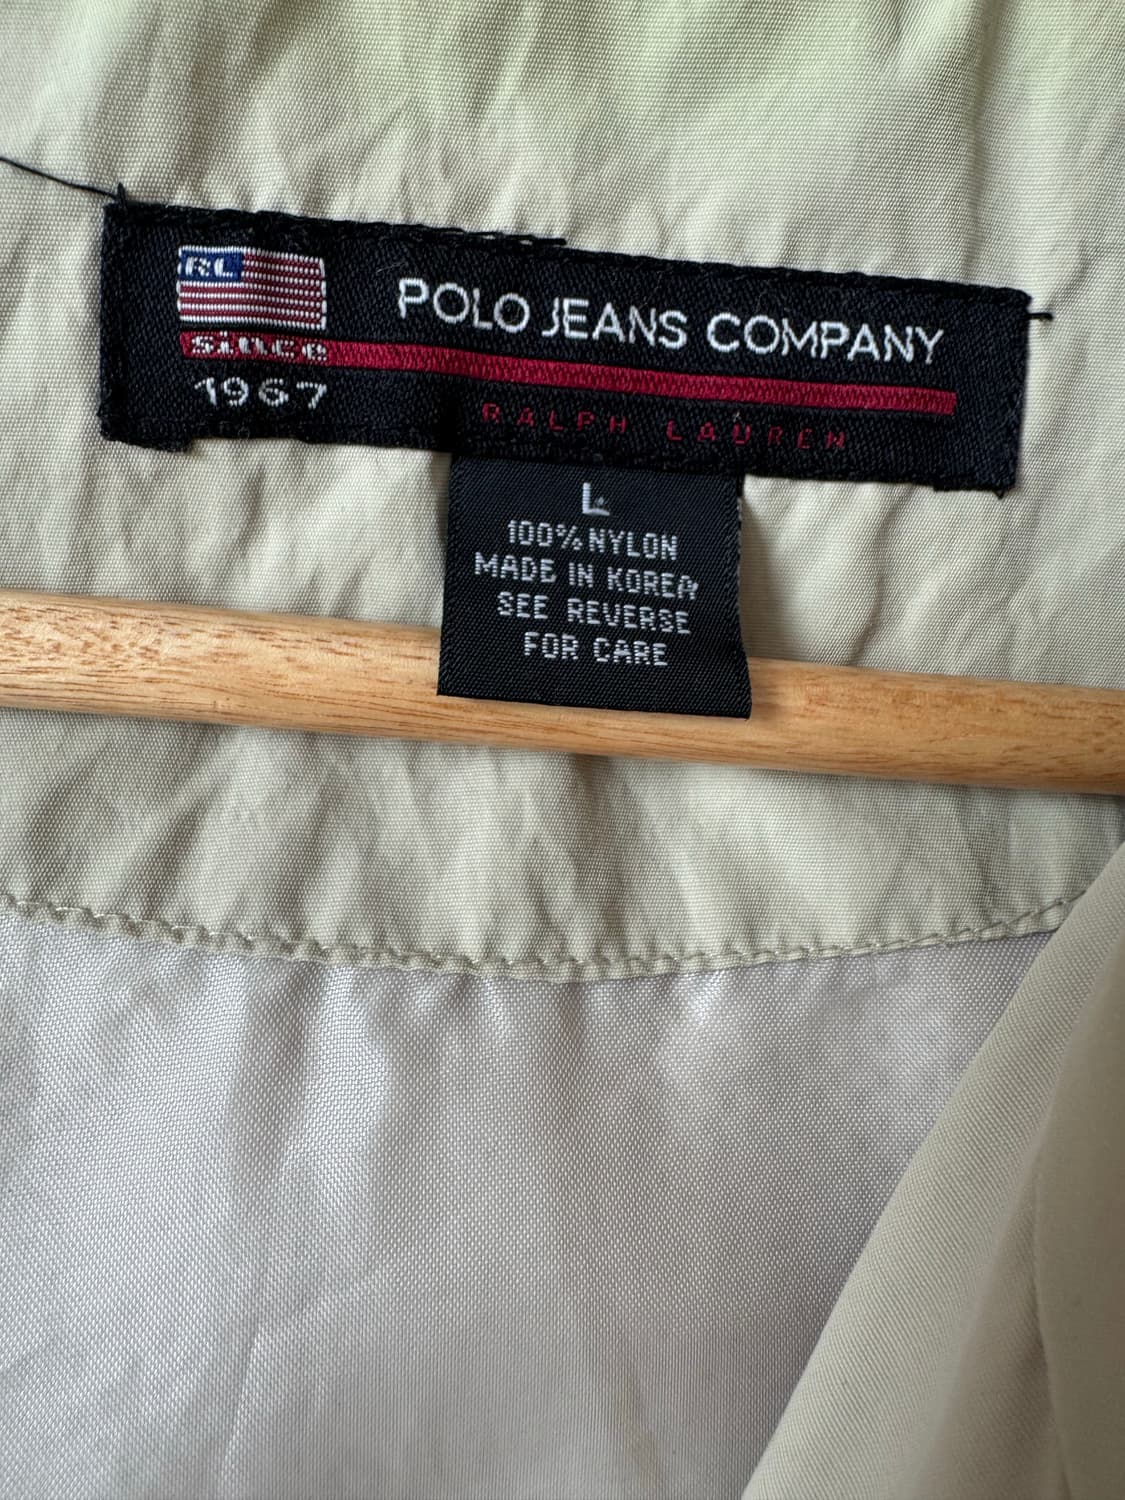 RL
since
1967
POLO JEANS COMPANY
RALPH LAUREN
L
100% NYLON
MADE IN KOREA
SEE REVERSE
FOR CARE